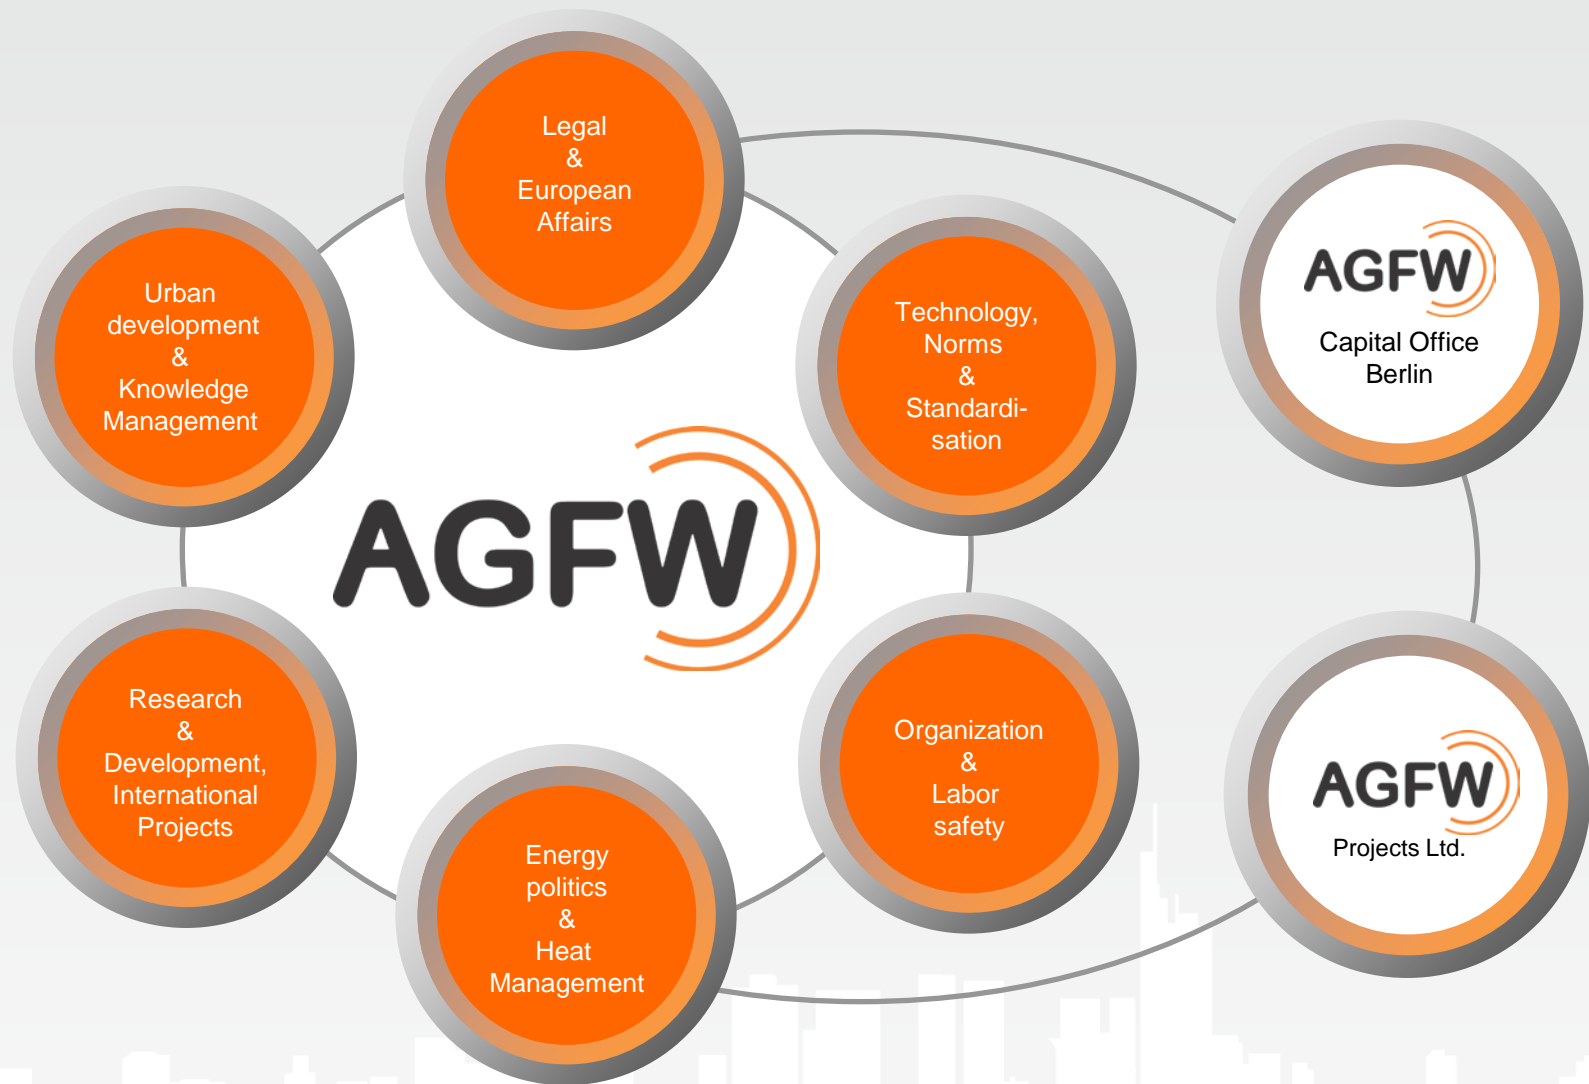 Legal
&
European
Affairs
Urban
development
&
Knowledge
Management
Technology,
Norms
&
Standardi-
sation
AGFW
Capital Office
Berlin
AGFW
Research
&
Development,
International
Projects
Organization
&
Labor
safety
AGFW
Projects Ltd.
Energy
politics
&
Heat
Management